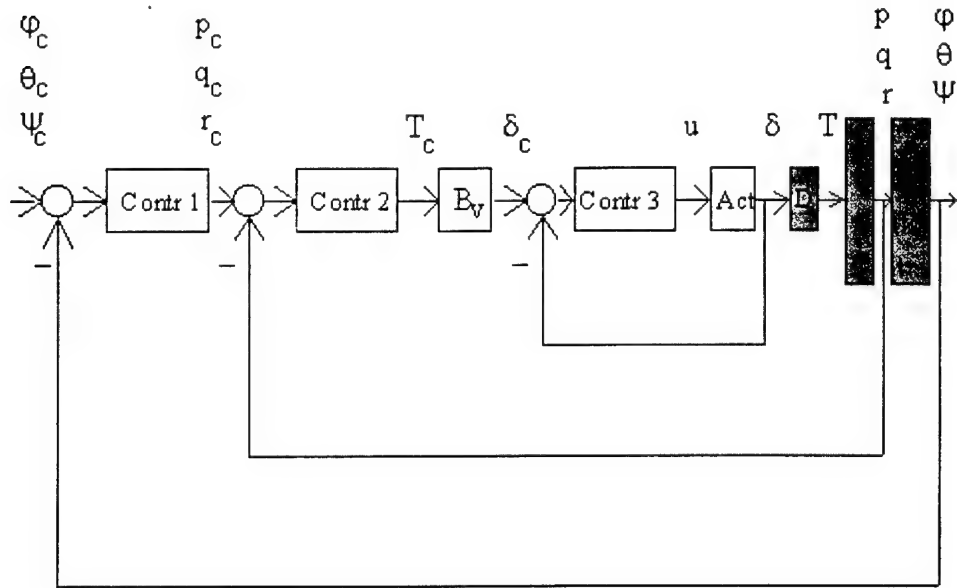 φc pc p φ
θc qc q θ
Ψc rc r Ψ
Tc δc u δ T
Contr 1 Contr 2 Bv Contr 3 Act
− − −